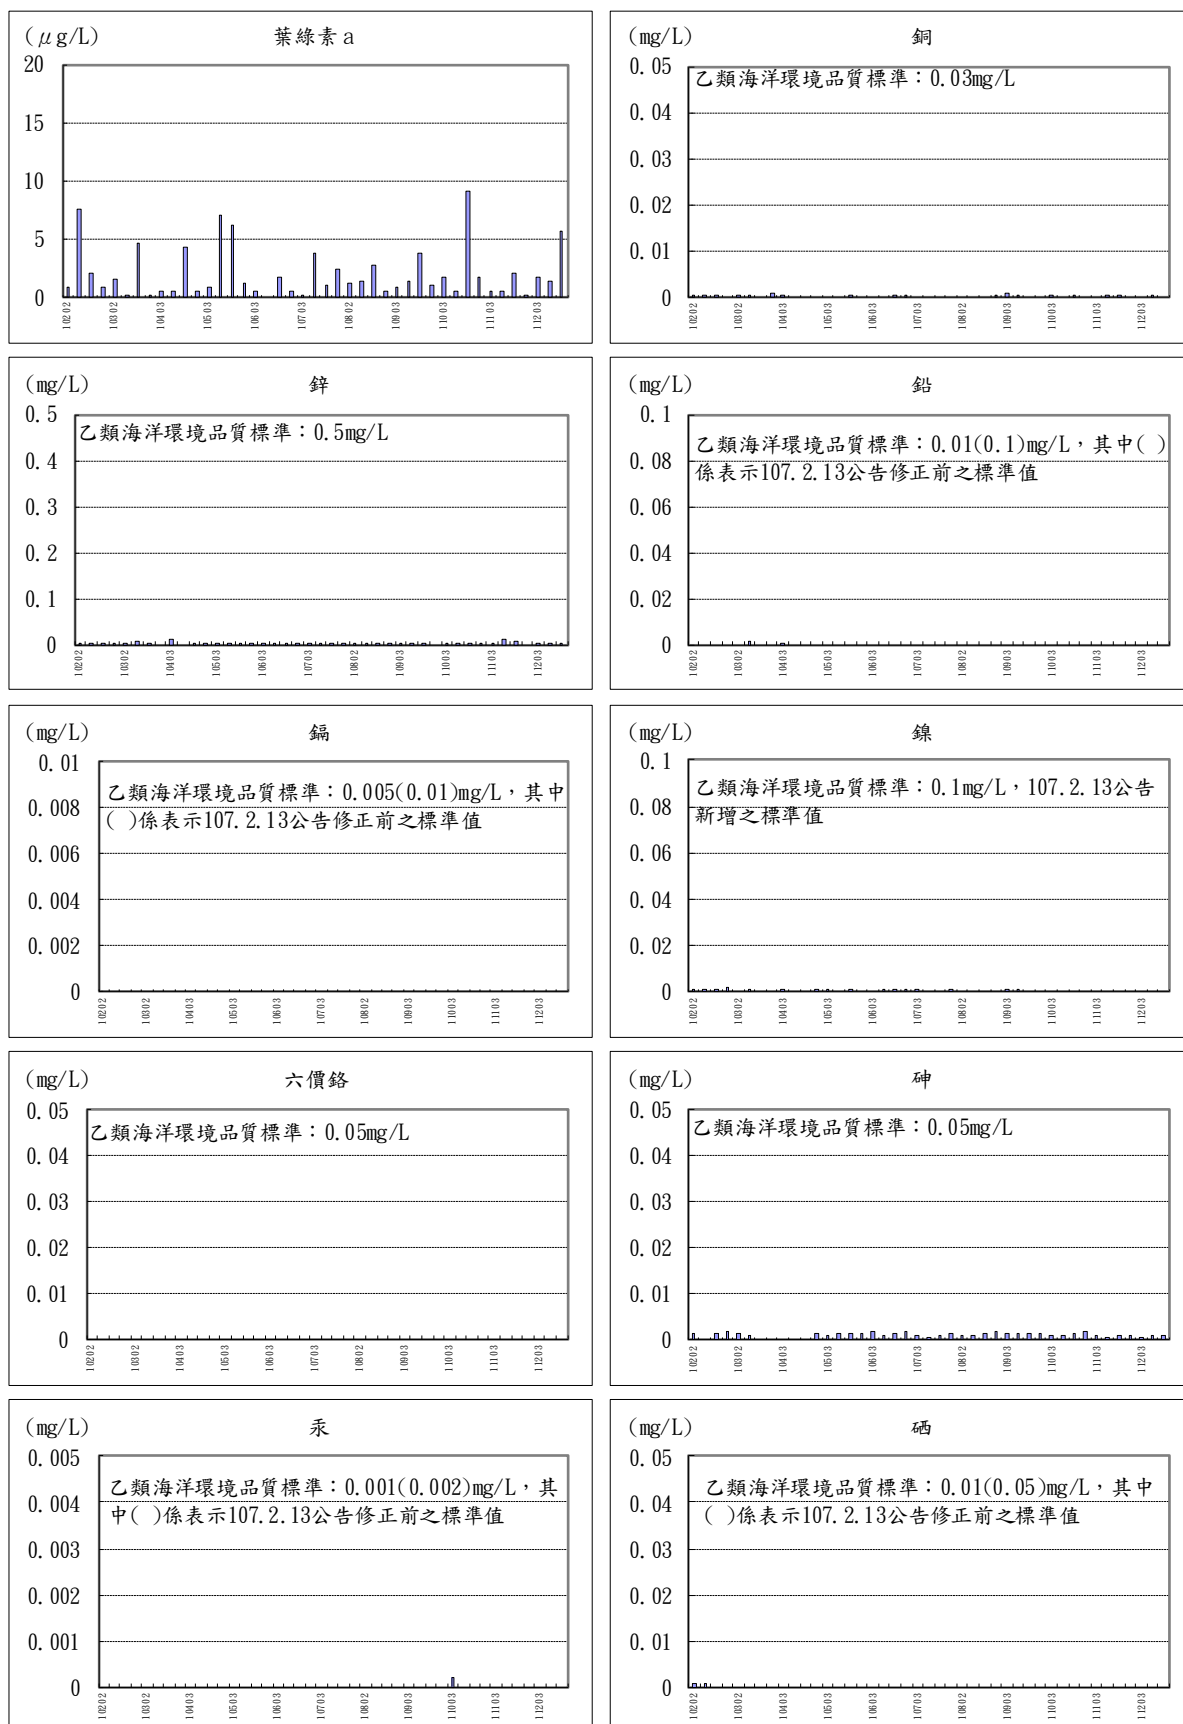 (μg/L) 葉綠素a
20
15
10
5
0
10202 10302 10403 10503 10603 10703 10802 10903 11003 11103 11203
(mg/L) 銅
0.05
乙類海洋環境品質標準：0.03mg/L
0.04
0.03
0.02
0.01
0
10202 10302 10403 10503 10603 10703 10802 10903 11003 11103 11203
(mg/L) 鋅
0.5
乙類海洋環境品質標準：0.5mg/L
0.4
0.3
0.2
0.1
0
10202 10302 10403 10503 10603 10703 10802 10903 11003 11103 11203
(mg/L) 鉛
0.1
乙類海洋環境品質標準：0.01(0.1)mg/L，其中( )
係表示107.2.13公告修正前之標準值
0.08
0.06
0.04
0.02
0
10202 10302 10403 10503 10603 10703 10802 10903 11003 11103 11203
(mg/L) 鎘
0.01
乙類海洋環境品質標準：0.005(0.01)mg/L，其中
( )係表示107.2.13公告修正前之標準值
0.008
0.006
0.004
0.002
0
10202 10302 10403 10503 10603 10703 10802 10903 11003 11103 11203
(mg/L) 鎳
0.1
乙類海洋環境品質標準：0.1mg/L，107.2.13公告
新增之標準值
0.08
0.06
0.04
0.02
0
10202 10302 10403 10503 10603 10703 10802 10903 11003 11103 11203
(mg/L) 六價鉻
0.05
乙類海洋環境品質標準：0.05mg/L
0.04
0.03
0.02
0.01
0
10202 10302 10403 10503 10603 10703 10802 10903 11003 11103 11203
(mg/L) 砷
0.05
乙類海洋環境品質標準：0.05mg/L
0.04
0.03
0.02
0.01
0
10202 10302 10403 10503 10603 10703 10802 10903 11003 11103 11203
(mg/L) 汞
0.005
乙類海洋環境品質標準：0.001(0.002)mg/L，其
中( )係表示107.2.13公告修正前之標準值
0.004
0.003
0.002
0.001
0
10202 10302 10403 10503 10603 10703 10802 10903 11003 11103 11203
(mg/L) 硒
0.05
乙類海洋環境品質標準：0.01(0.05)mg/L，其中
( )係表示107.2.13公告修正前之標準值
0.04
0.03
0.02
0.01
0
10202 10302 10403 10503 10603 10703 10802 10903 11003 11103 11203